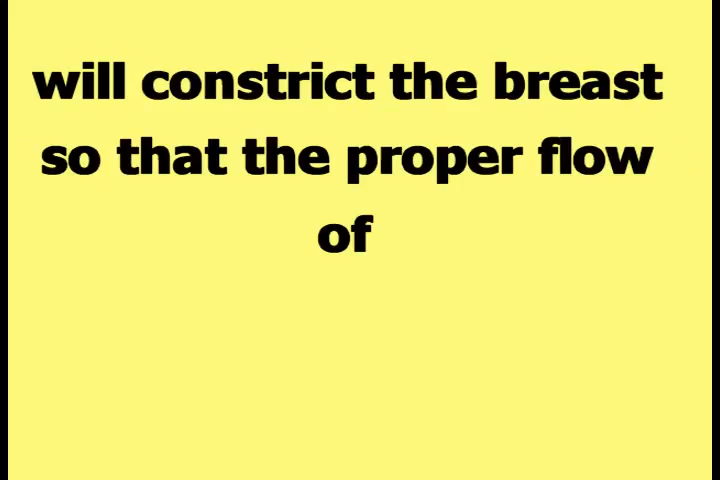 will constrict the breast
so that the proper flow
of